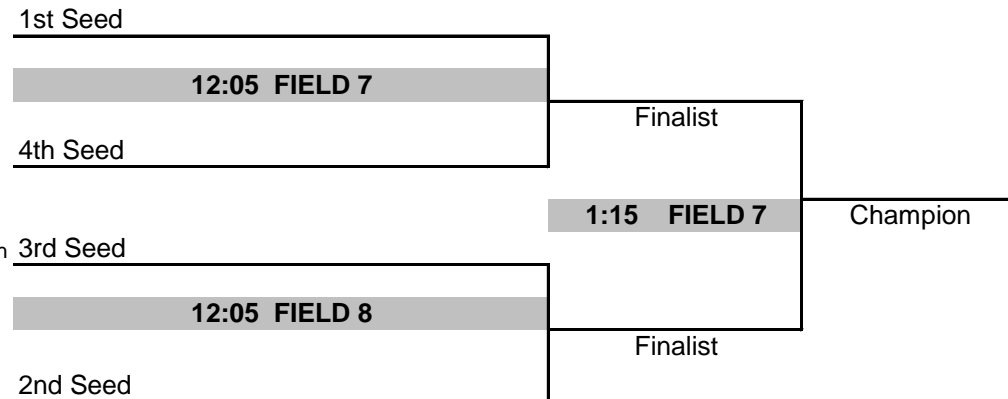 1st Seed
12:05 FIELD 7
Finalist
4th Seed
1:15 FIELD 7
Champion
3rd Seed
12:05 FIELD 8
Finalist
2nd Seed